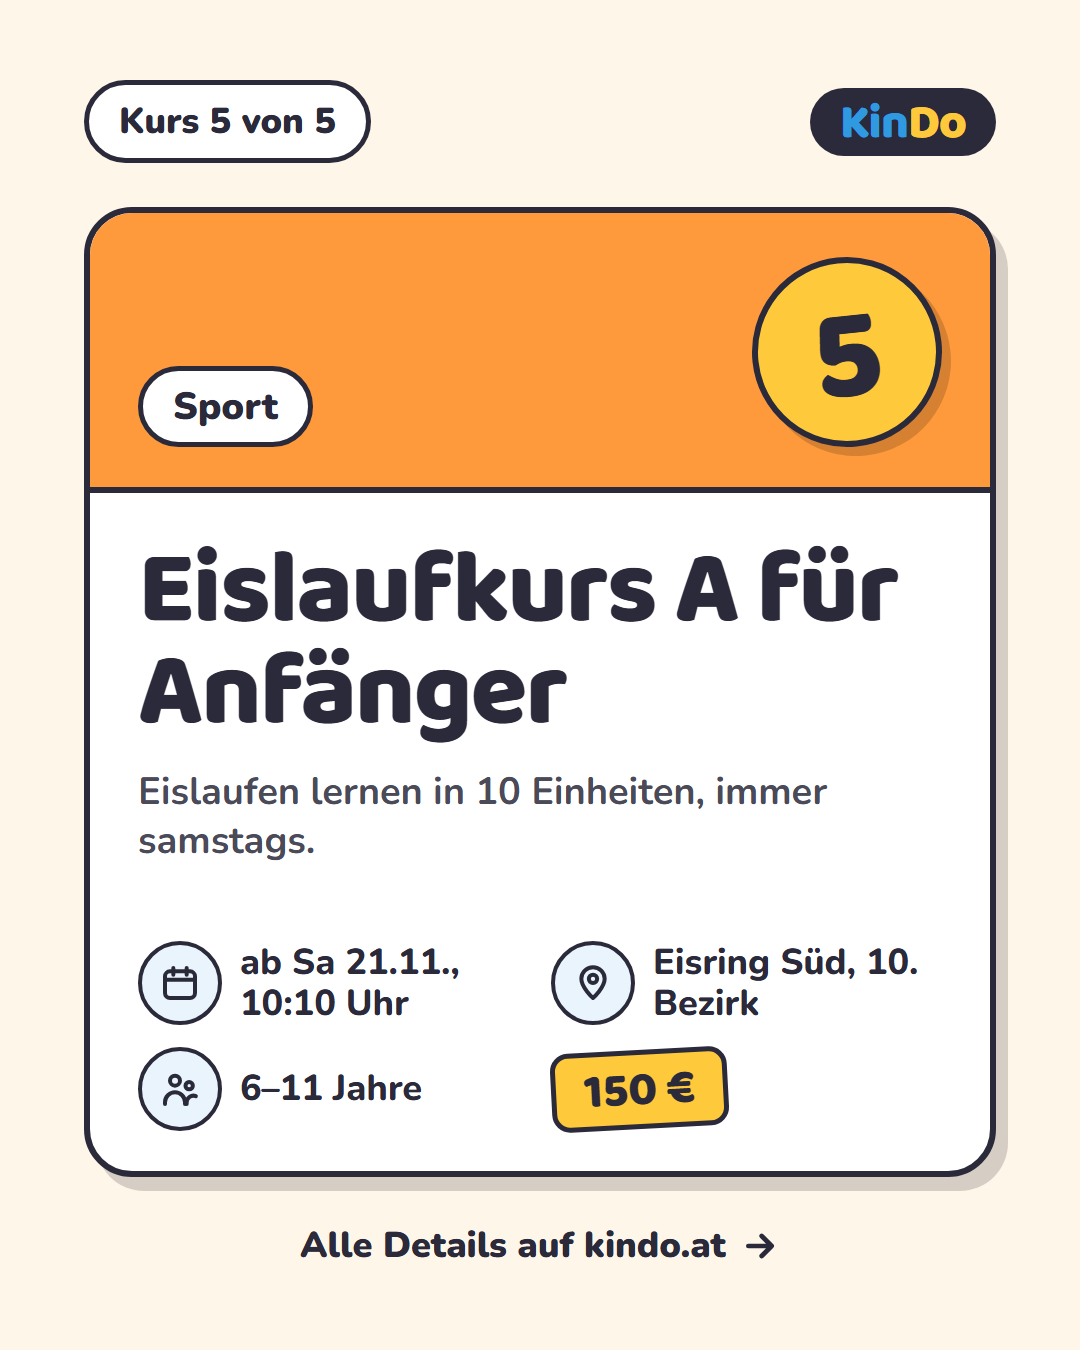 Kurs 5 von 5
KinDo
5
Sport
Eislaufkurs A für
Anfänger
Eislaufen lernen in 10 Einheiten, immer
samstags.
ab Sa 21.11.,
10:10 Uhr
Eisring Süd, 10.
Bezirk
6–11 Jahre
150 €
Alle Details auf kindo.at →